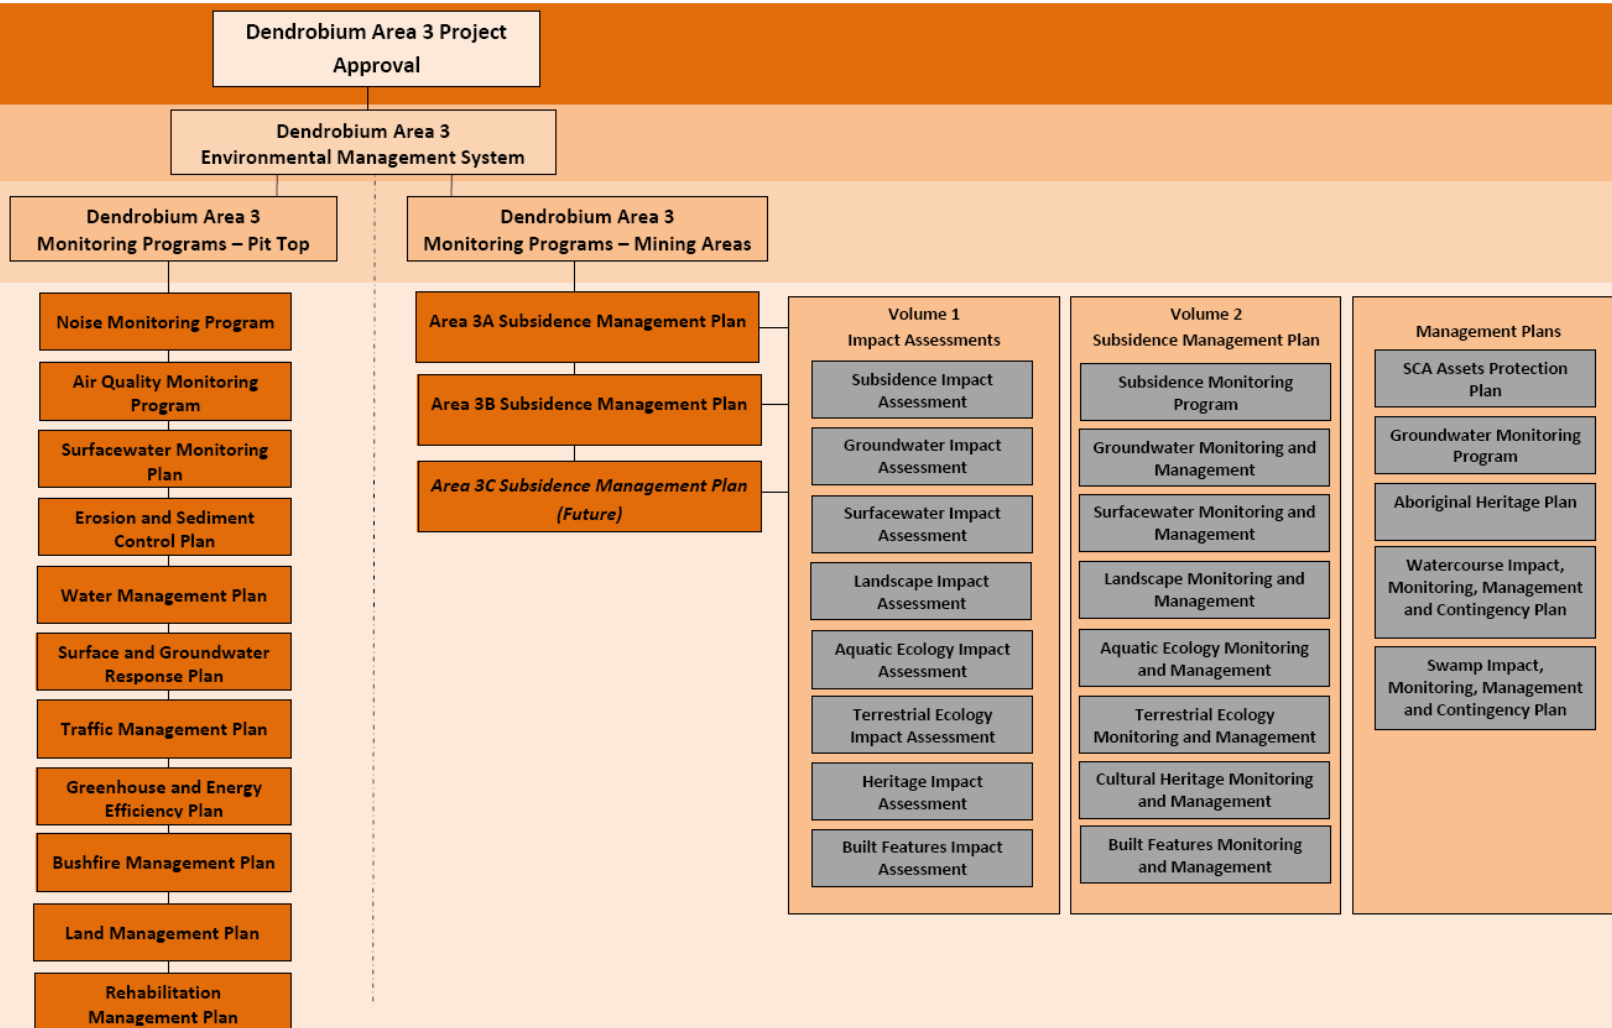 Dendrobium Area 3 Project
Approval
Dendrobium Area 3
Environmental Management System
Dendrobium Area 3
Monitoring Programs – Pit Top
Noise Monitoring Program
Air Quality Monitoring
Program
Surfacewater Monitoring
Plan
Erosion and Sediment
Control Plan
Water Management Plan
Surface and Groundwater
Response Plan
Traffic Management Plan
Greenhouse and Energy
Efficiency Plan
Bushfire Management Plan
Land Management Plan
Rehabilitation
Management Plan
Dendrobium Area 3
Monitoring Programs – Mining Areas
Area 3A Subsidence Management Plan
Area 3B Subsidence Management Plan
Area 3C Subsidence Management Plan
(Future)
Volume 1
Impact Assessments
Subsidence Impact
Assessment
Groundwater Impact
Assessment
Surfacewater Impact
Assessment
Landscape Impact
Assessment
Aquatic Ecology Impact
Assessment
Terrestrial Ecology
Impact Assessment
Heritage Impact
Assessment
Built Features Impact
Assessment
Volume 2
Subsidence Management Plan
Subsidence Monitoring
Program
Groundwater Monitoring and
Management
Surfacewater Monitoring and
Management
Landscape Monitoring and
Management
Aquatic Ecology Monitoring
and Management
Terrestrial Ecology
Monitoring and Management
Cultural Heritage Monitoring
and Management
Built Features Monitoring
and Management
Management Plans
SCA Assets Protection
Plan
Groundwater Monitoring
Program
Aboriginal Heritage Plan
Watercourse Impact,
Monitoring, Management
and Contingency Plan
Swamp Impact,
Monitoring, Management
and Contingency Plan